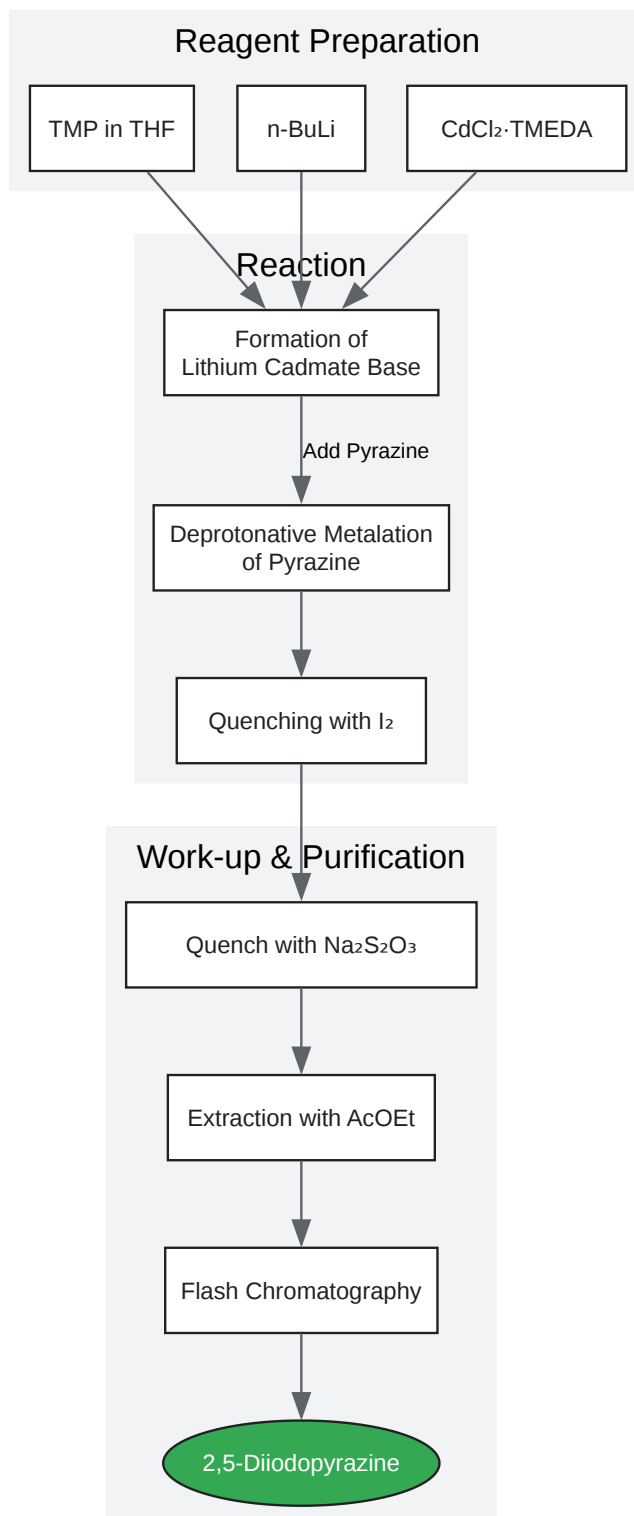 Reagent Preparation
TMP in THF
n-BuLi
CdCl₂·TMEDA
Reaction
Formation of
Lithium Cadmate Base
Add Pyrazine
Deprotonative Metalation
of Pyrazine
Quenching with I₂
Work-up & Purification
Quench with Na₂S₂O₃
Extraction with AcOEt
Flash Chromatography
2,5-Diiodopyrazine